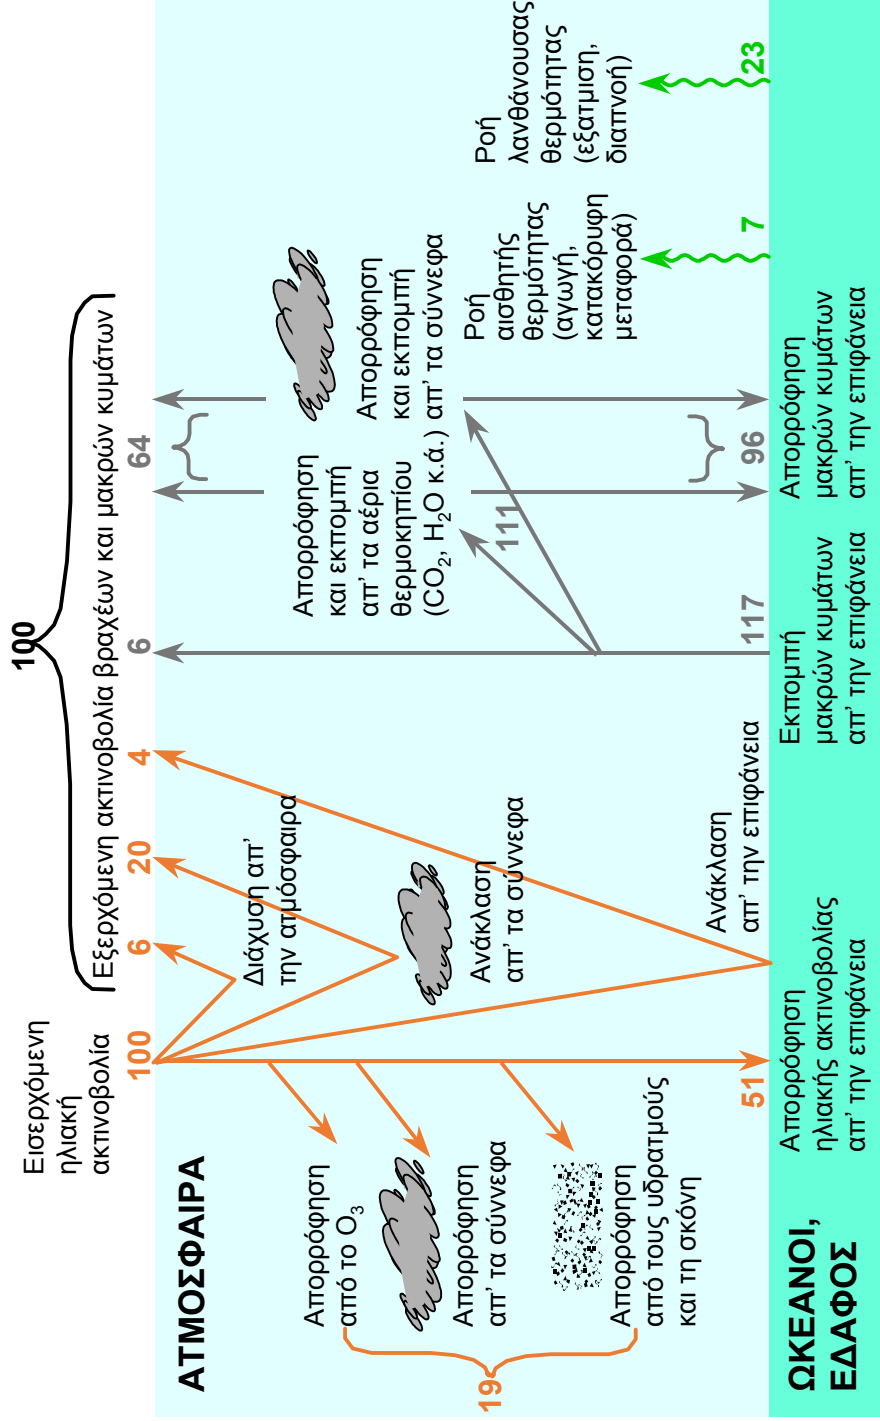 Εισερχόμενη
ηλιακή
ακτινοβολία
100
Εξερχόμενη ακτινοβολία βραχέων και μακρών κυμάτων
100
6
20
4
6
64
ΑΤΜΟΣΦΑΙΡΑ
Απορρόφηση
από το O3
Απορρόφηση
απ’ τα σύννεφα
Απορρόφηση
από τους υδρατμούς
και τη σκόνη
19
Διάχυση απ’
την ατμόσφαιρα
Ανάκλαση
απ’ τα σύννεφα
Ανάκλαση
απ’ την επιφάνεια
Απορρόφηση
και εκπομπή
απ’ τα αέρια
θερμοκηπίου
(CO2, H2O κ.ά.)
111
Απορρόφηση
και εκπομπή
απ’ τα σύννεφα
Ροή
αισθητής
θερμότητας
(αγωγή,
κατακόρυφη
μεταφορά)
Ροή
λανθάνουσας
θερμότητας
(εξατμιση,
διαπνοή)
51
117
96
7
23
ΩΚΕΑΝΟΙ,
ΕΔΑΦΟΣ
Απορρόφηση
ηλιακής ακτινοβολίας
απ’ την επιφάνεια
Εκπομπή
μακρών κυμάτων
απ’ την επιφάνεια
Απορρόφηση
μακρών κυμάτων
απ’ την επιφάνεια